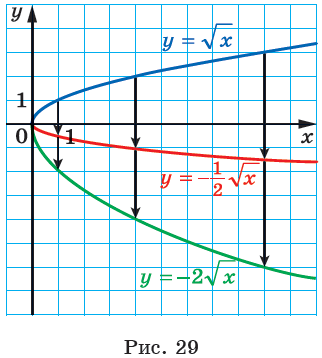 y
y = √x
1
0
1
x
y = -1/2√x
y = -2√x
Рис. 29